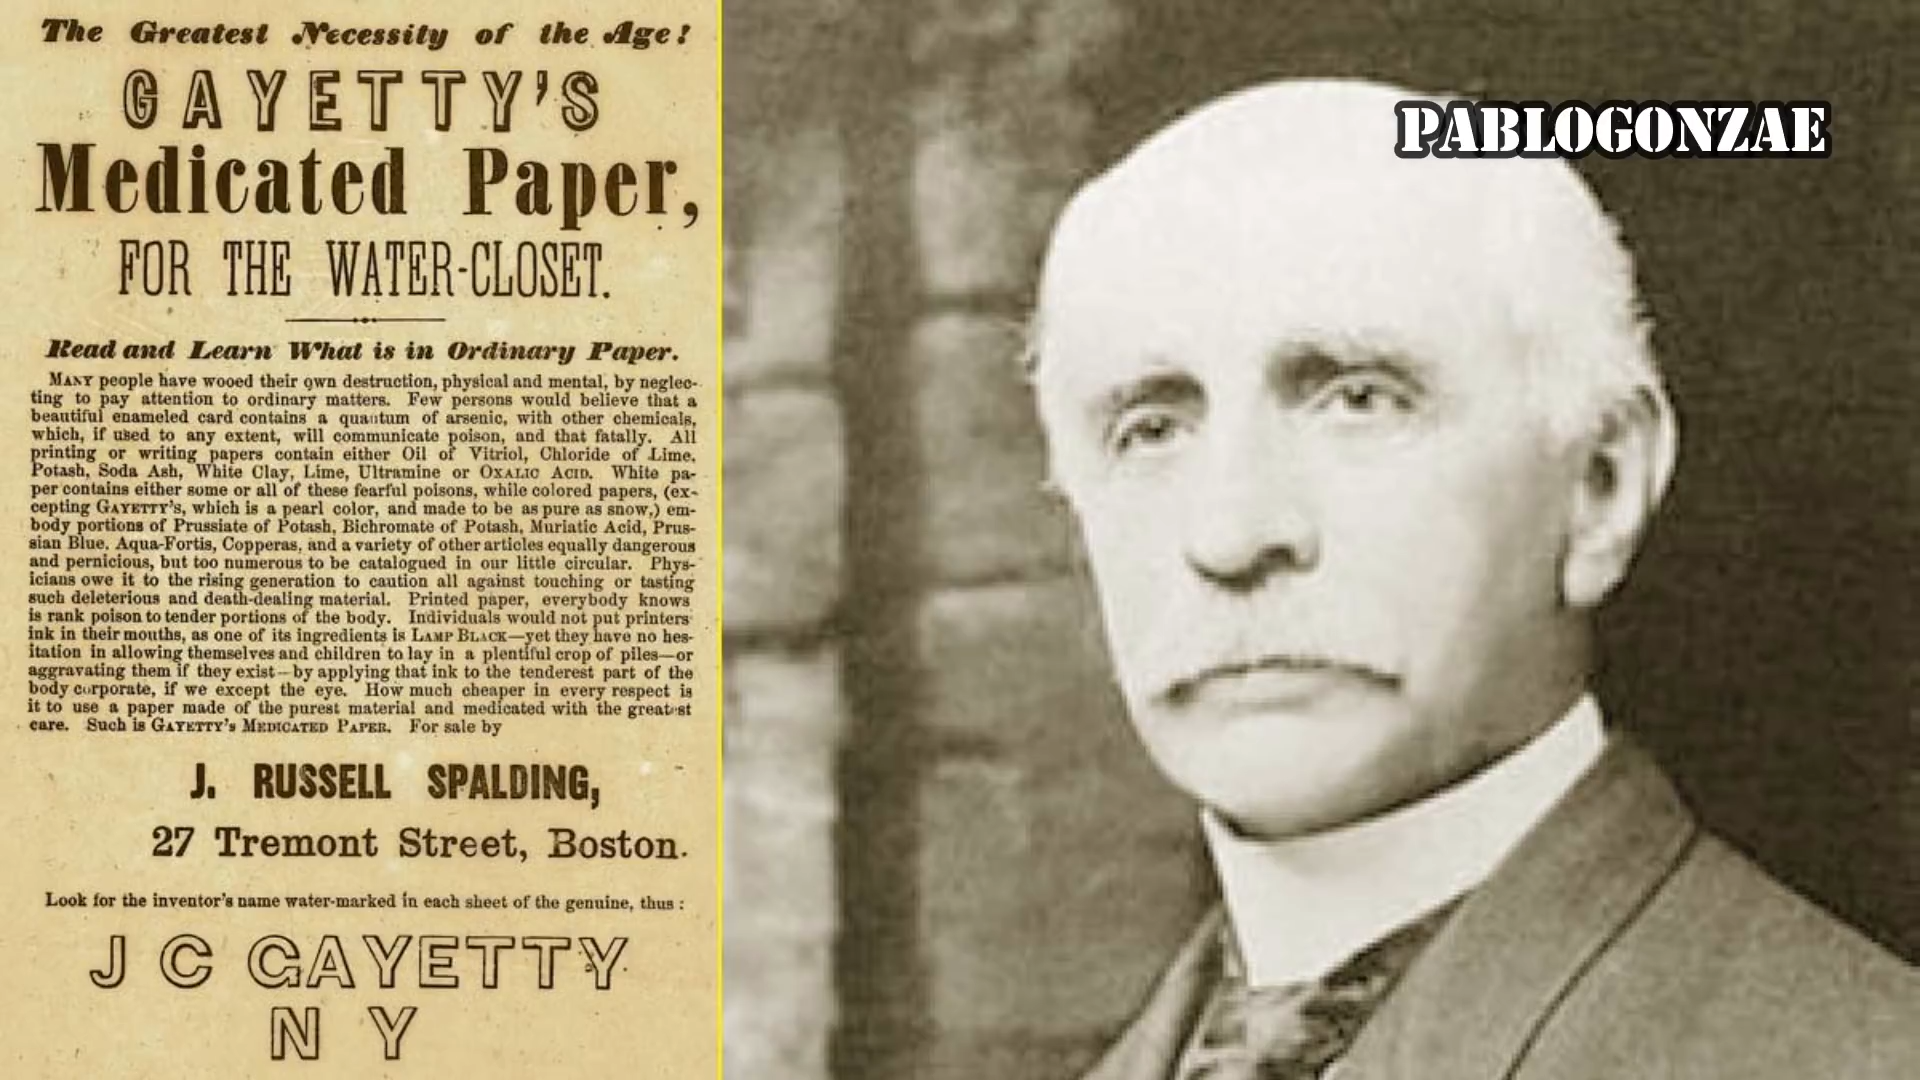 The Greatest Necessity of the Age!
GAYETTY'S
Medicated Paper,
FOR THE WATER-CLOSET.
Read and Learn What is in Ordinary Paper.
MANY people have wooed their own destruction, physical and mental, by neglec-
ting to pay attention to ordinary matters. Few persons would believe that a
beautiful enameled card contains a quantum of arsenic, with other chemicals,
which, if used to any extent, will communicate poison, and that fatally. All
printing or writing papers contain either Oil of Vitriol, Chloride of Lime,
Potash, Soda Ash, White Clay, Lime, Ultramine or OXALIC ACID. White pa-
per contains either some or all of these fearful poisons, while colored papers, (ex-
cepting GAYETTY'S, which is a pearl color, and made to be as pure as snow,) em-
body portions of Prussiate of Potash, Bichromate of Potash, Muriatic Acid, Prus-
sian Blue, Aqua-Fortis, Copperas, and a variety of other articles equally dangerous
and pernicious, but too numerous to be catalogued in our little circular. Phys-
icians owe it to the rising generation to caution all against touching or tasting
such deleterious and death-dealing material. Printed paper, everybody knows
is rank poison to tender portions of the body. Individuals would not put printers'
ink in their mouths, as one of its ingredients is LAMP BLACK—yet they have no hes-
itation in allowing themselves and children to lay in a plentiful crop of piles—or
aggravating them if they exist—by applying that ink to the tenderest part of the
body corporate, if we except the eye. How much cheaper in every respect is
it to use a paper made of the purest material and medicated with the greatest
care. Such is GAYETTY'S MEDICATED PAPER. For sale by
J. RUSSELL SPALDING,
27 Tremont Street, Boston.
Look for the inventor's name water-marked in each sheet of the genuine, thus :
J C GAYETTY
N Y
PABLOGONZAE